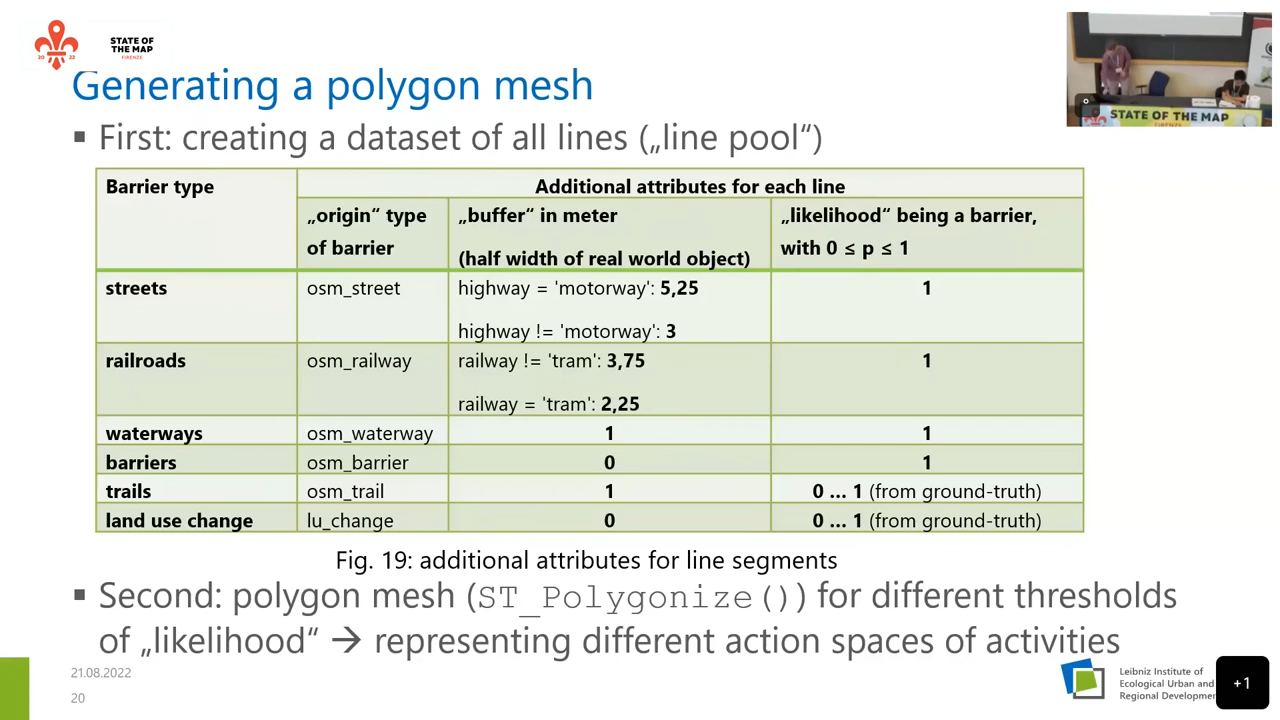 STATE OF
THE MAP
FIRENZE
20 22
Generating a polygon mesh
▪ First: creating a dataset of all lines („line pool“)
Barrier type
Additional attributes for each line
„origin“ type
of barrier
„buffer“ in meter
(half width of real world object)
„likelihood“ being a barrier,
with 0 ≤ p ≤ 1
streets
osm_street
highway = 'motorway': 5,25
highway != 'motorway': 3
1
railroads
osm_railway
railway != 'tram': 3,75
railway = 'tram': 2,25
1
waterways osm_waterway 1 1
barriers osm_barrier 0 1
trails osm_trail 1 0 … 1 (from ground-truth)
land use change lu_change 0 0 … 1 (from ground-truth)
Fig. 19: additional attributes for line segments
▪ Second: polygon mesh (ST_Polygonize()) for different thresholds
of „likelihood“ → representing different action spaces of activities
21.08.2022
20
Leibniz Institute of
Ecological Urban and
Regional Developmen
+1
STATE OF THE MAP
FIRENZE